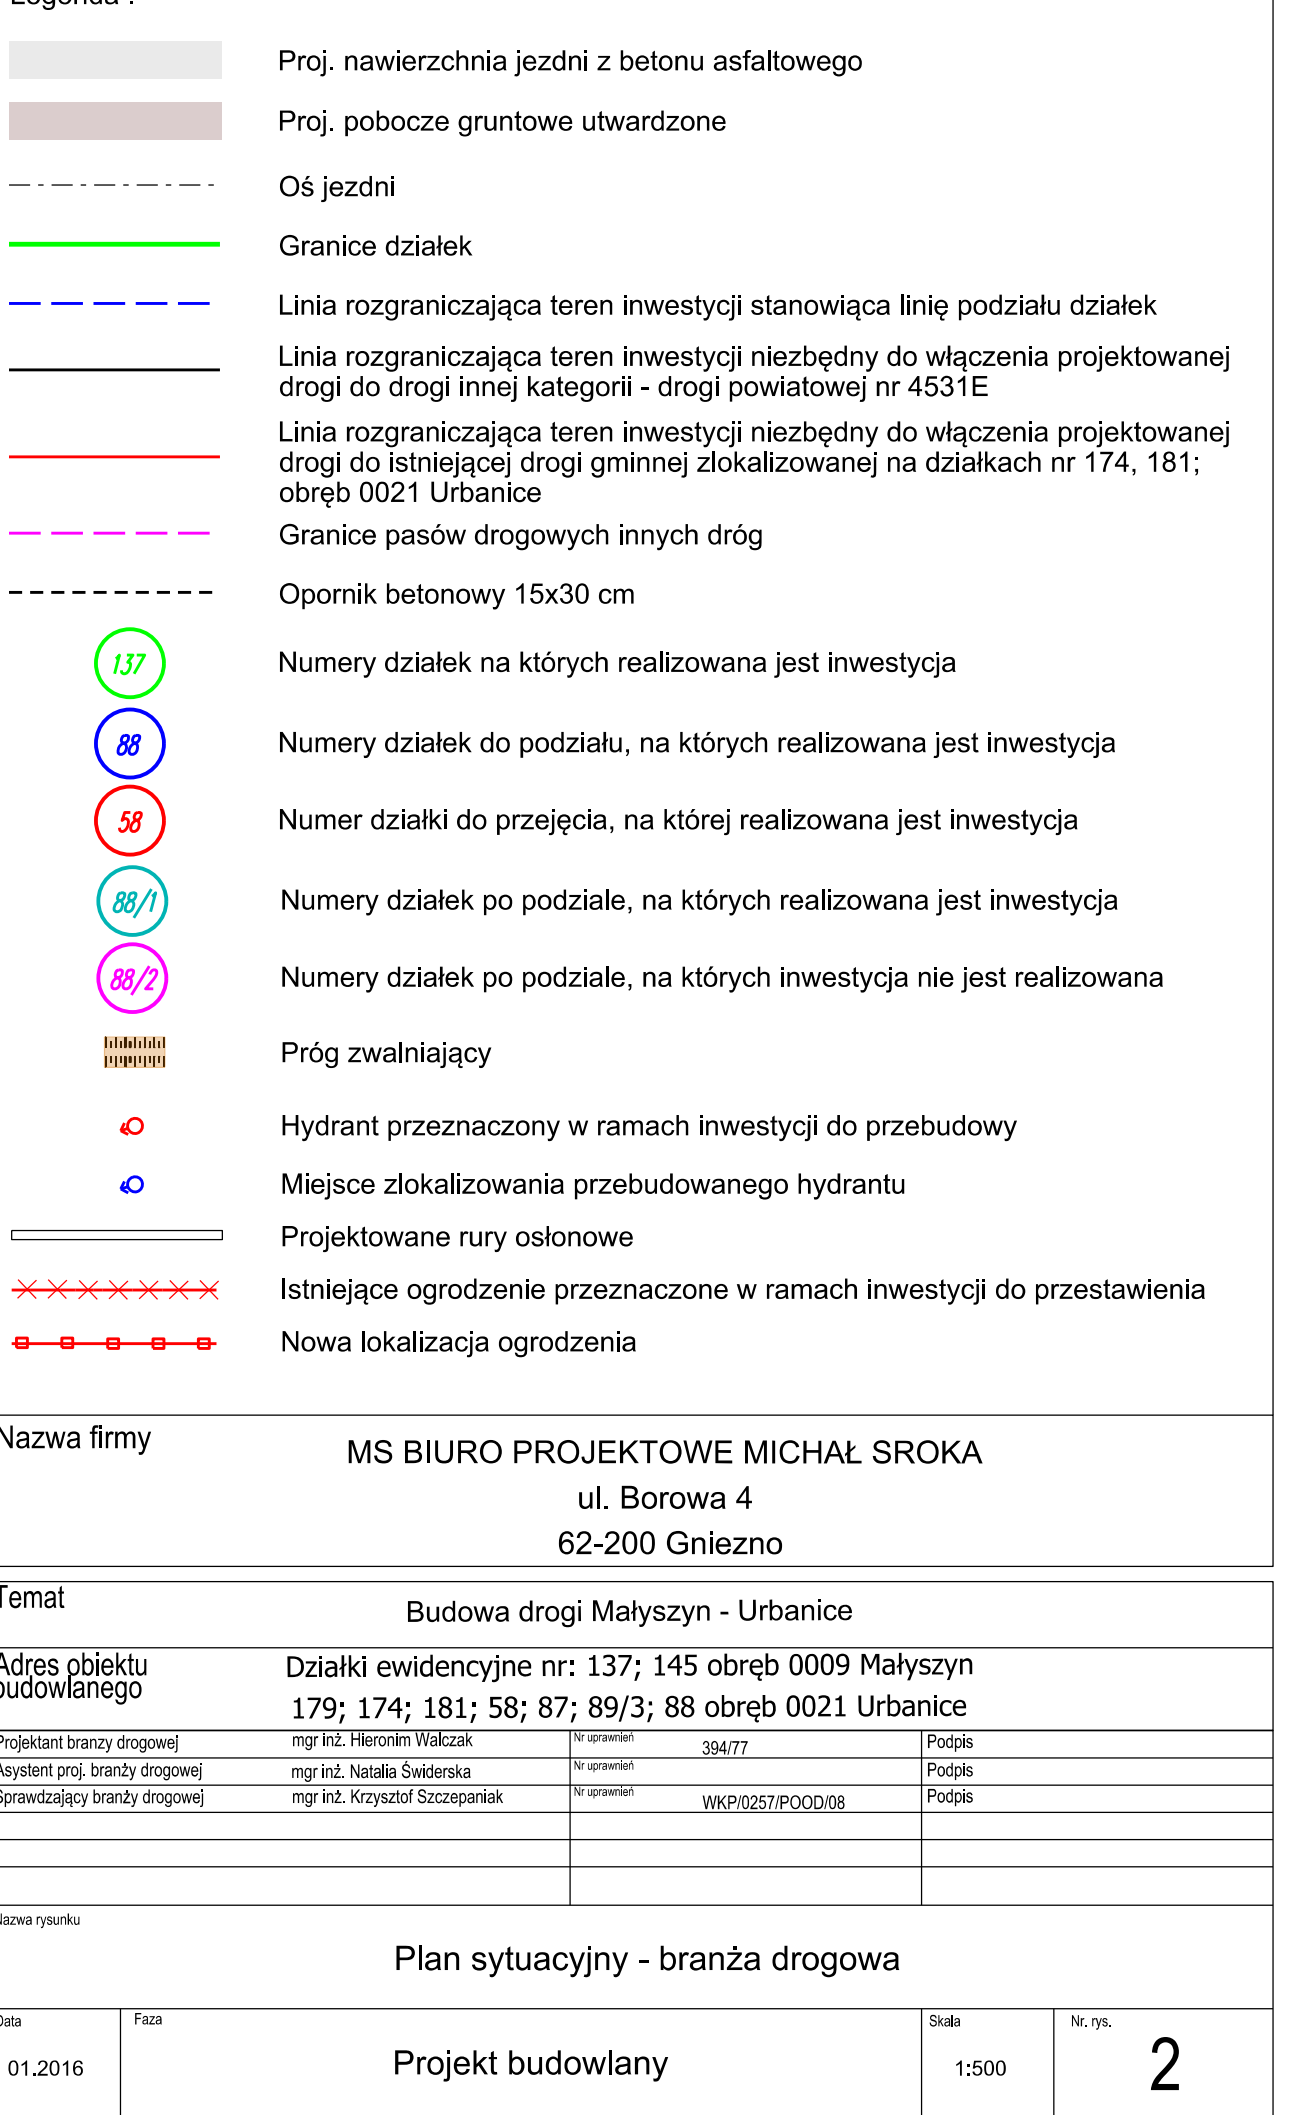 Legenda :
Proj. nawierzchnia jezdni z betonu asfaltowego
Proj. pobocze gruntowe utwardzone
Oś jezdni
Granice działek
Linia rozgraniczająca teren inwestycji stanowiąca linię podziału działek
Linia rozgraniczająca teren inwestycji niezbędny do włączenia projektowanej
drogi do drogi innej kategorii - drogi powiatowej nr 4531E
Linia rozgraniczająca teren inwestycji niezbędny do włączenia projektowanej
drogi do istniejącej drogi gminnej zlokalizowanej na działkach nr 174, 181;
obręb 0021 Urbanice
Granice pasów drogowych innych dróg
Opornik betonowy 15x30 cm
137 Numery działek na których realizowana jest inwestycja
88 Numery działek do podziału, na których realizowana jest inwestycja
58 Numer działki do przejęcia, na której realizowana jest inwestycja
88/1 Numery działek po podziale, na których realizowana jest inwestycja
88/2 Numery działek po podziale, na których inwestycja nie jest realizowana
Próg zwalniający
Hydrant przeznaczony w ramach inwestycji do przebudowy
Miejsce zlokalizowania przebudowanego hydrantu
Projektowane rury osłonowe
Istniejące ogrodzenie przeznaczone w ramach inwestycji do przestawienia
Nowa lokalizacja ogrodzenia
Nazwa firmy
MS BIURO PROJEKTOWE MICHAŁ SROKA
ul. Borowa 4
62-200 Gniezno
Temat
Budowa drogi Małyszyn - Urbanice
Adres obiektu
budowlanego
Działki ewidencyjne nr: 137; 145 obręb 0009 Małyszyn
179; 174; 181; 58; 87; 89/3; 88 obręb 0021 Urbanice
Projektant branzy drogowej mgr inż. Hieronim Walczak Nr uprawnień 394/77 Podpis
Asystent proj. branży drogowej mgr inż. Natalia Świderska Nr uprawnień Podpis
Sprawdzający branży drogowej mgr inż. Krzysztof Szczepaniak Nr uprawnień WKP/0257/POOD/08 Podpis
Nazwa rysunku
Plan sytuacyjny - branża drogowa
Data Faza Skala Nr. rys.
01.2016 Projekt budowlany 1:500 2